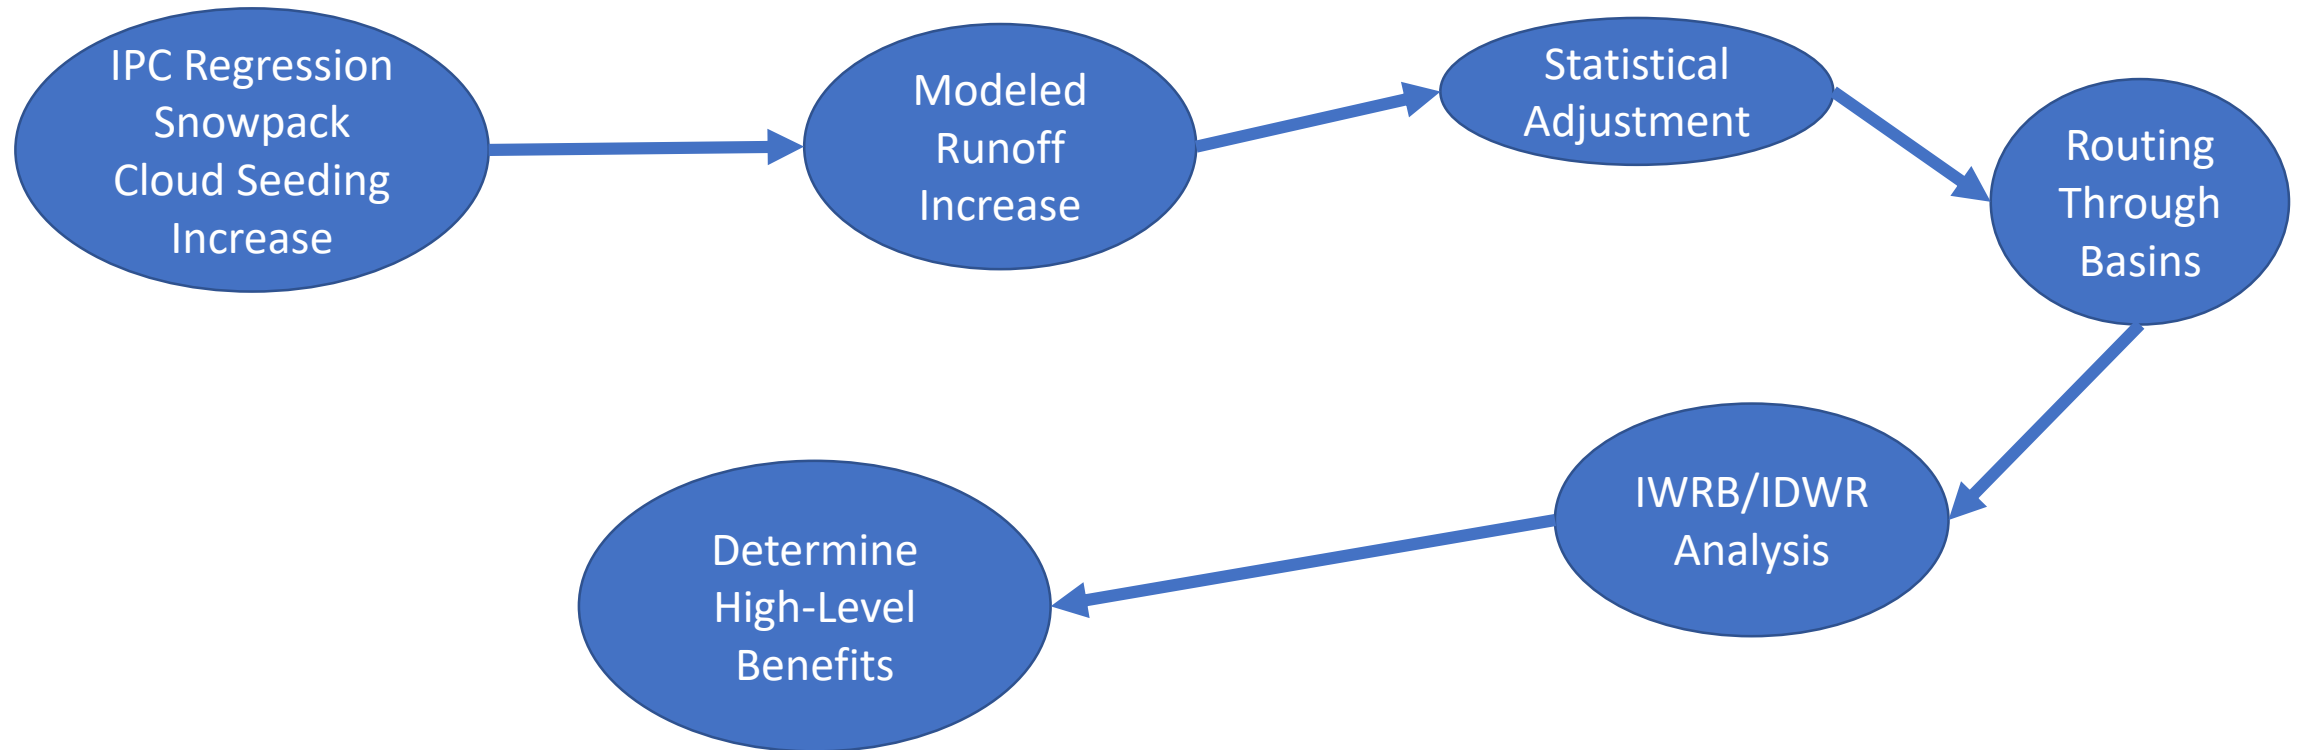 IPC Regression
Snowpack
Cloud Seeding
Increase
Modeled
Runoff
Increase
Statistical
Adjustment
Routing
Through
Basins
IWRB/IDWR
Analysis
Determine
High-Level
Benefits